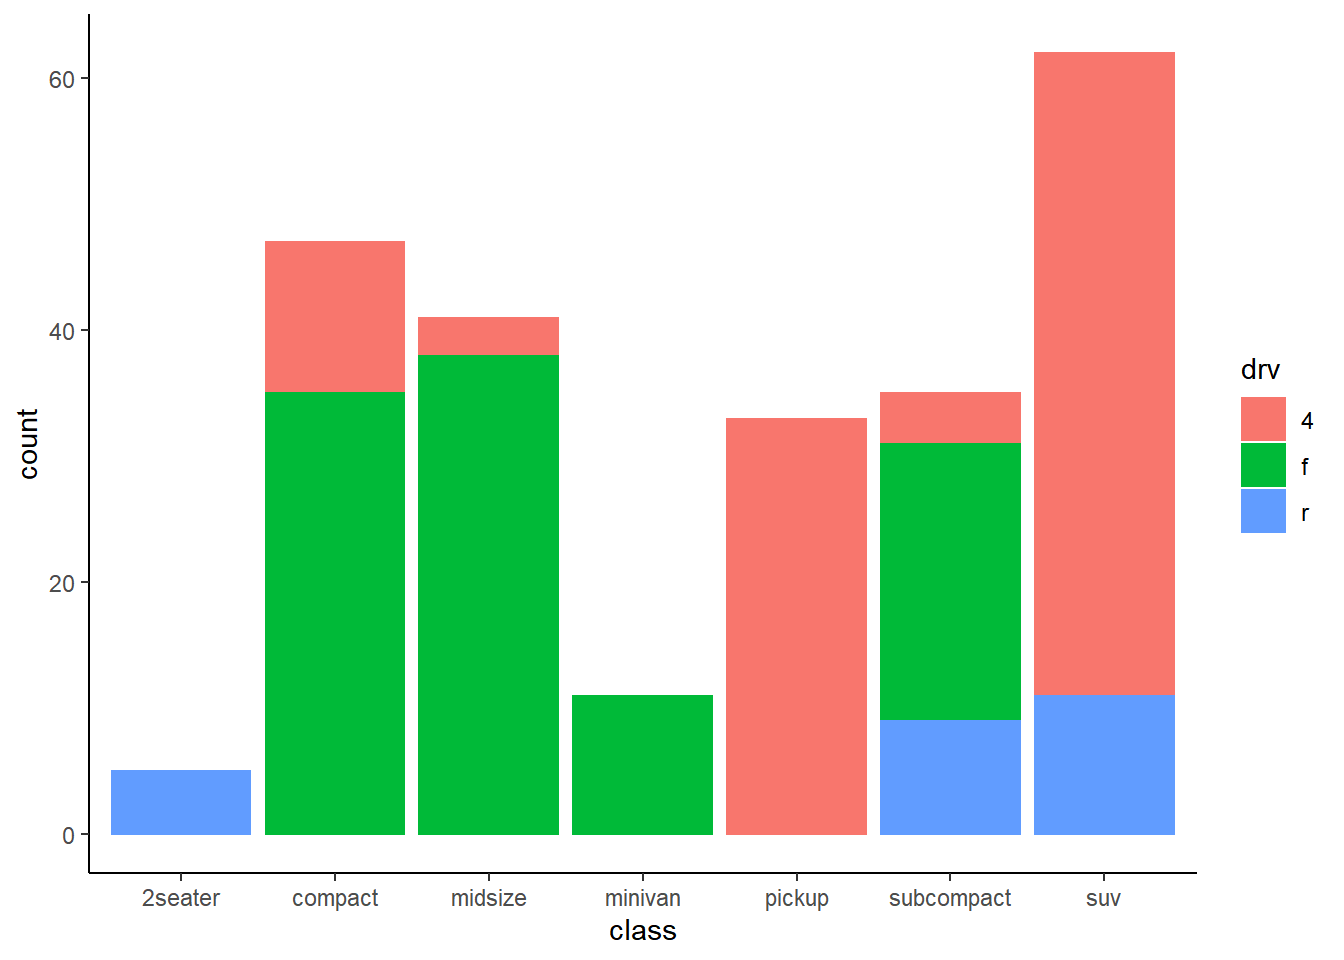 60
40
20
0
count
2seater compact midsize minivan pickup subcompact suv
class
drv
4
f
r